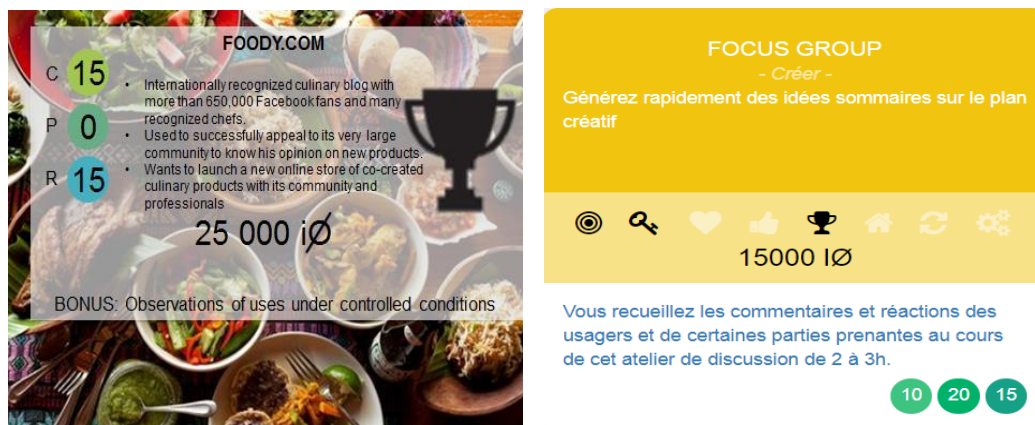 FOODY.COM
C 15
• Internationally recognized culinary blog with
more than 650,000 Facebook fans and many
recognized chefs.
P 0
• Used to successfully appeal to its very large
community to know his opinion on new products.
R 15
• Wants to launch a new online store of co-created
culinary products with its community and
professionals
25 000 iØ
BONUS: Observations of uses under controlled conditions
FOCUS GROUP
- Créer -
Générez rapidement des idées sommaires sur le plan
créatif
15000 IØ
Vous recueillez les commentaires et réactions des
usagers et de certaines parties prenantes au cours
de cet atelier de discussion de 2 à 3h.
10 20 15